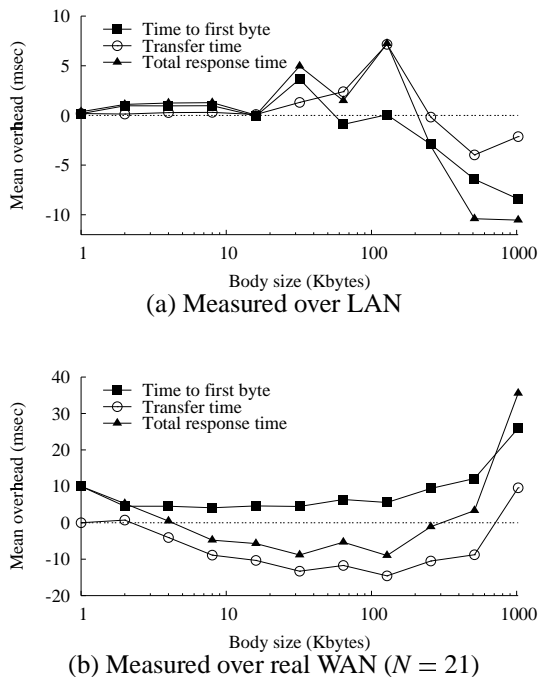 10
5
0
-5
-10
Mean overhead (msec)
Time to first byte
Transfer time
Total response time
1 10 100 1000
Body size (Kbytes)
(a) Measured over LAN
40
30
20
10
0
-10
-20
Mean overhead (msec)
Time to first byte
Transfer time
Total response time
1 10 100 1000
Body size (Kbytes)
(b) Measured over real WAN (N = 21)